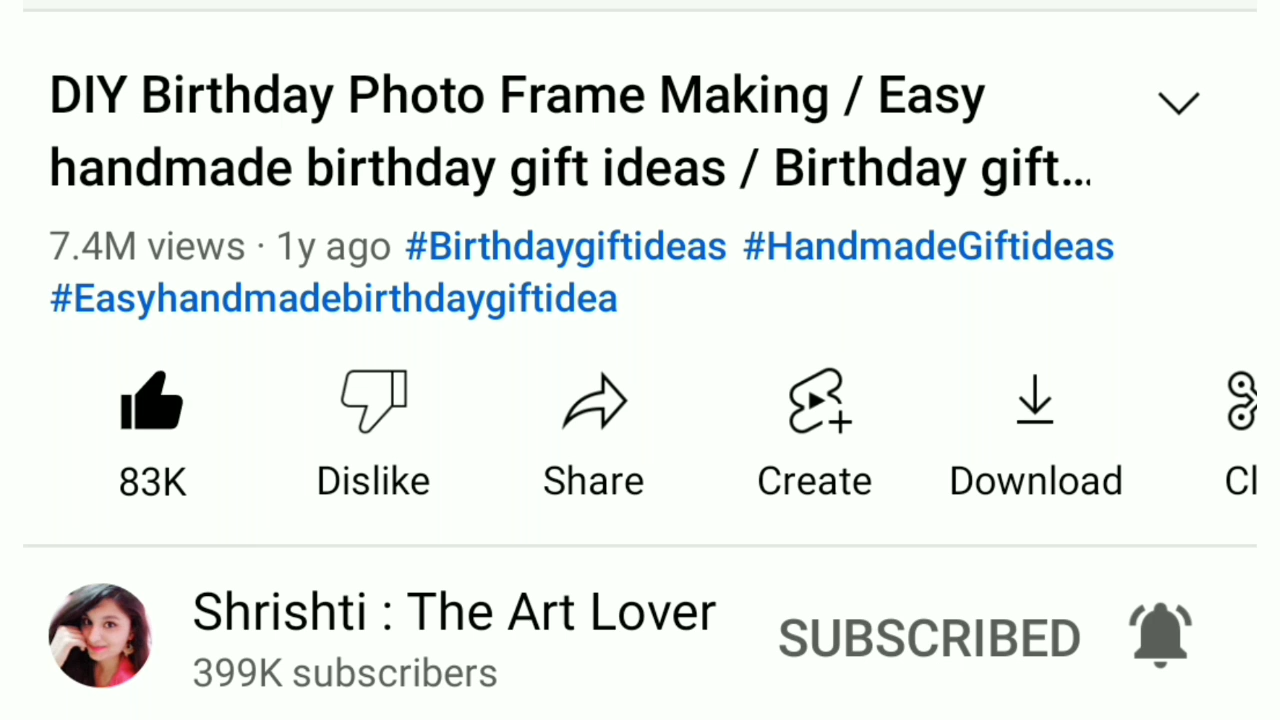 DIY Birthday Photo Frame Making / Easy
handmade birthday gift ideas / Birthday gift...
7.4M views · 1y ago #Birthdaygiftideas #HandmadeGiftideas
#Easyhandmadebirthdaygiftidea
83K Dislike Share Create Download Cl
Shrishti : The Art Lover
399K subscribers
SUBSCRIBED